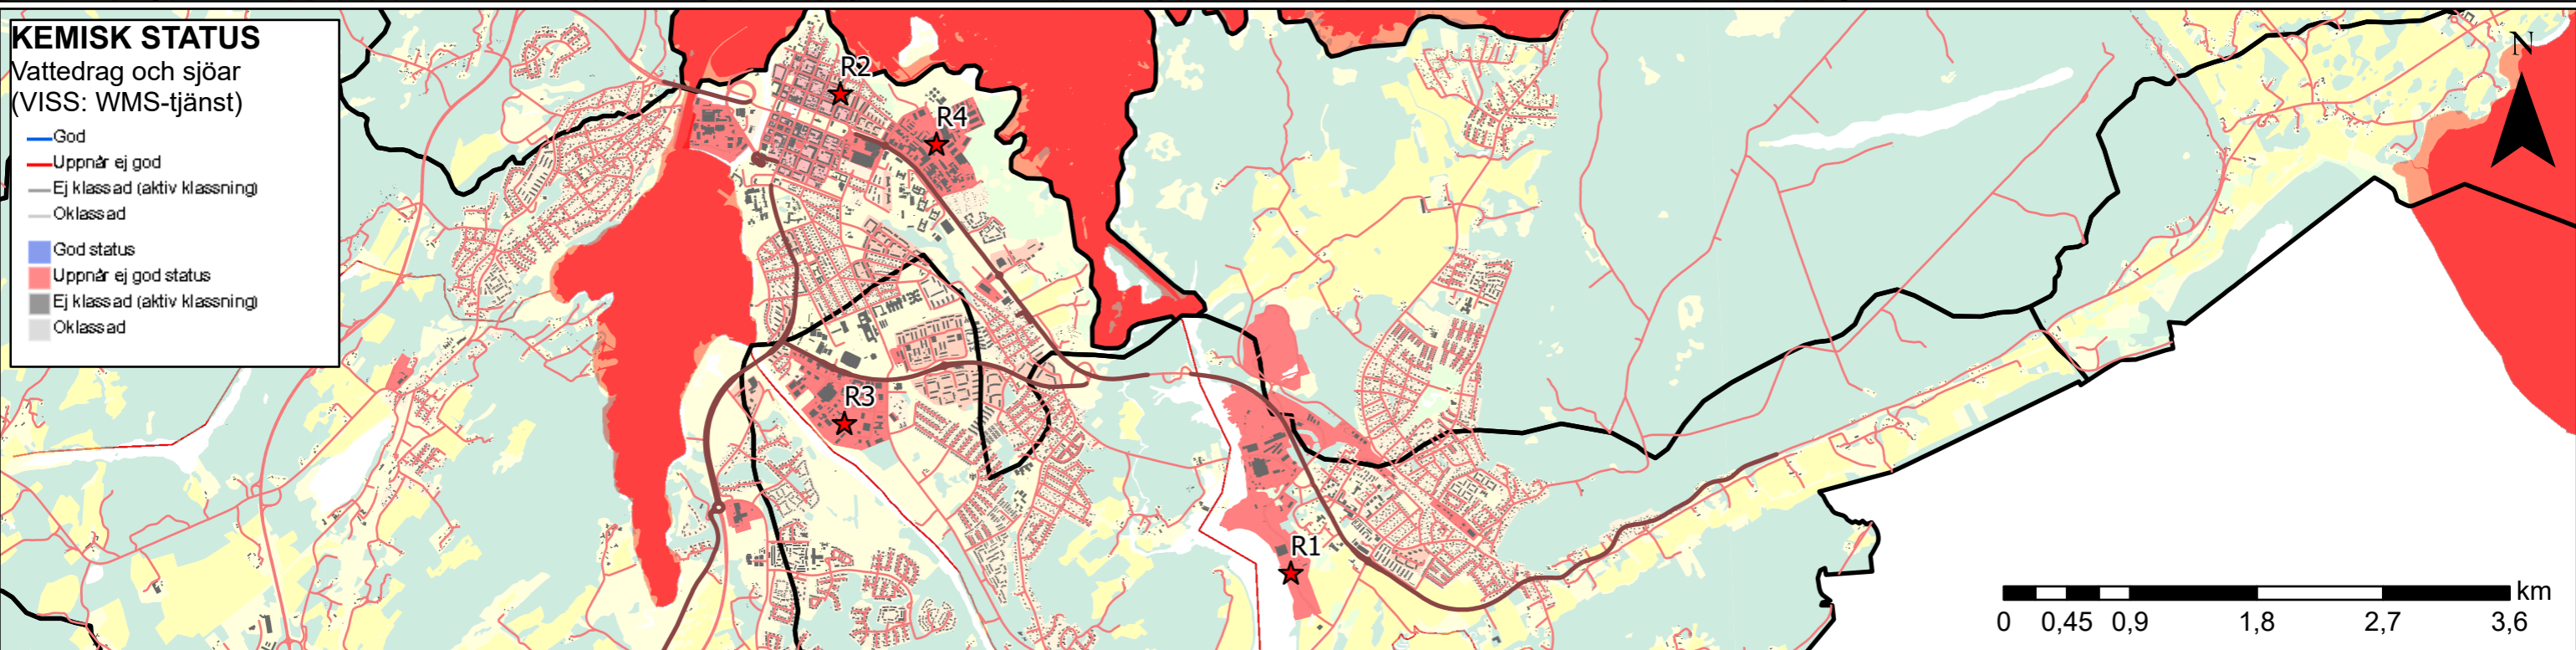 KEMISK STATUS
Vattedrag och sjöar
(VISS: WMS-tjänst)
God
Uppnår ej god
Ej klassad (aktiv klassning)
Oklassad
God status
Uppnår ej god status
Ej klassad (aktiv klassning)
Oklassad
N
R2
R4
R3
R1
km
0 0,45 0,9 1,8 2,7 3,6